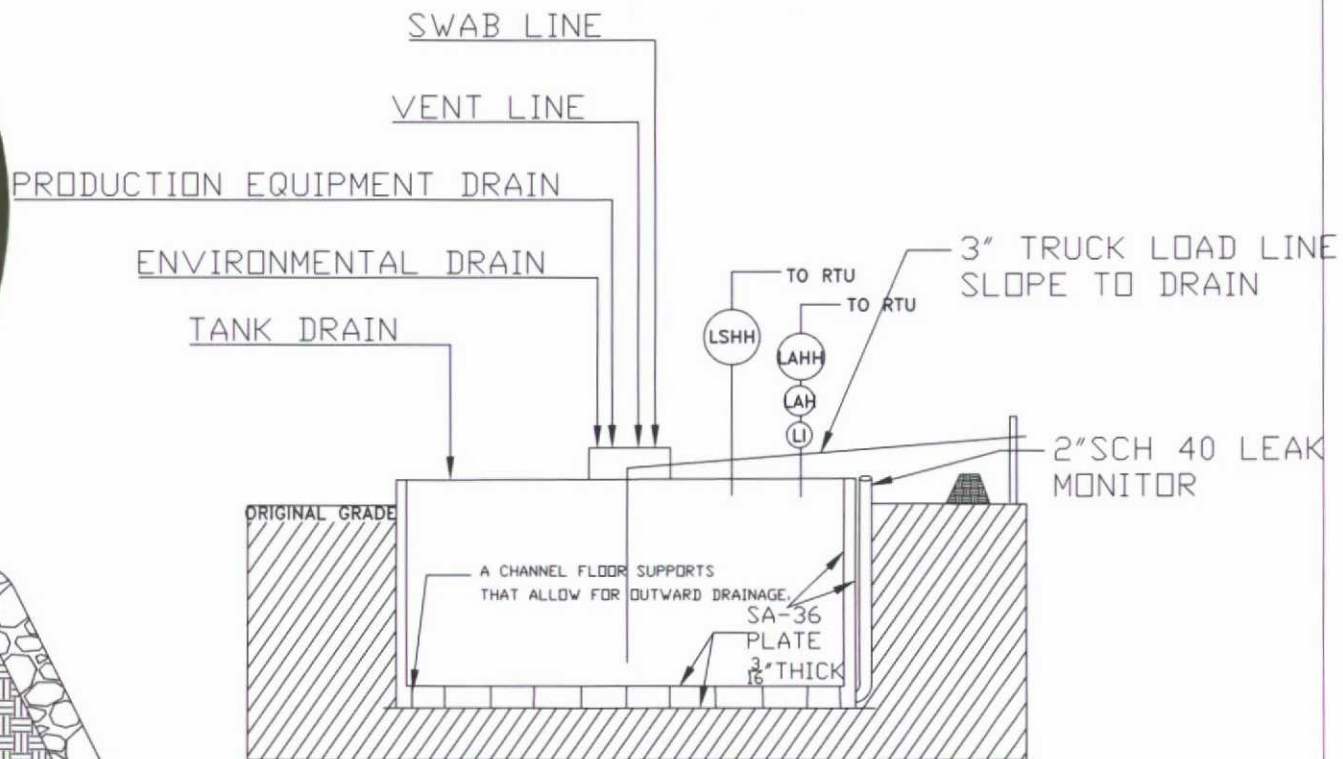 SWAB LINE
VENT LINE
PRODUCTION EQUIPMENT DRAIN
ENVIRONMENTAL DRAIN
TANK DRAIN
3" TRUCK LOAD LINE
SLOPE TO DRAIN
TO RTU
TO RTU
LSHH
LAHH
LAH
LI
2"SCH 40 LEAK
MONITOR
ORIGINAL GRADE
A CHANNEL FLOOR SUPPORTS
THAT ALLOW FOR OUTWARD DRAINAGE.
SA-36
PLATE
3/16"THICK